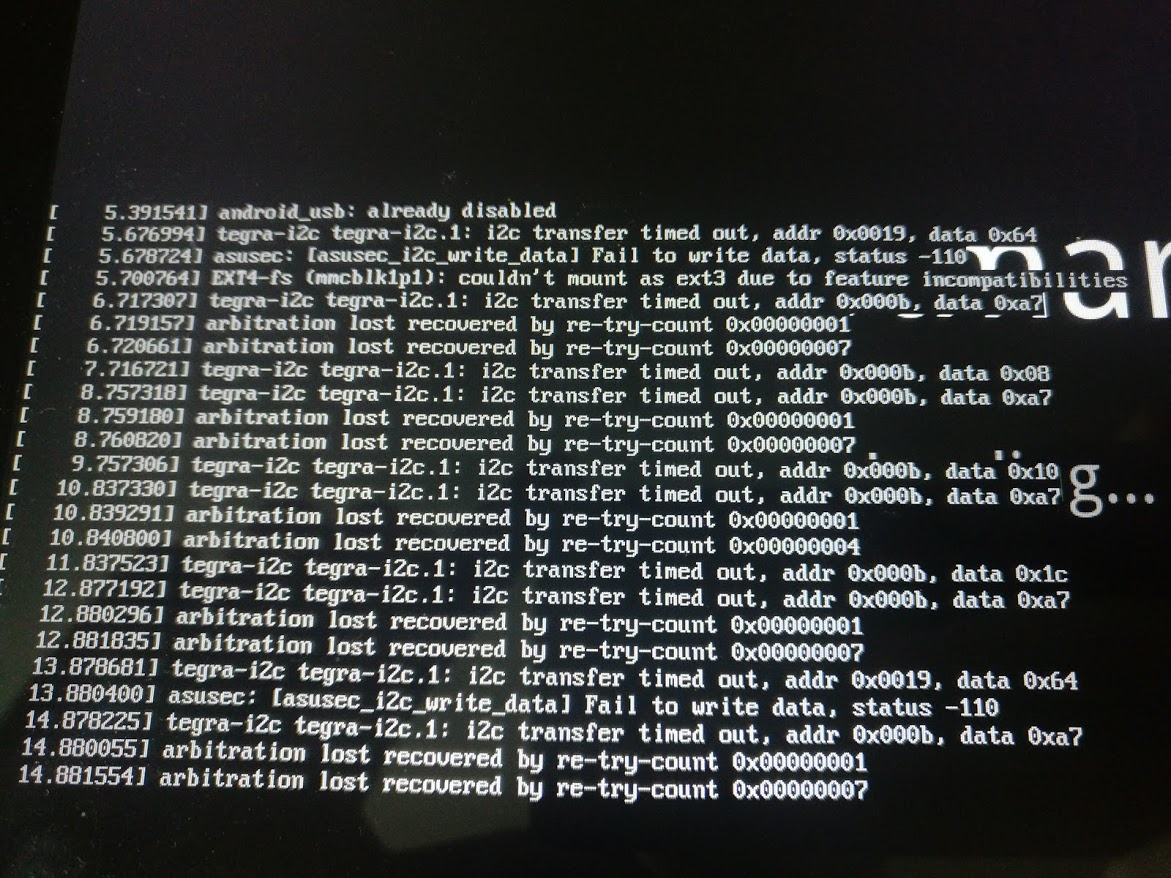 [    5.391541] android_usb: already disabled
[    5.676994] tegra-i2c tegra-i2c.1: i2c transfer timed out, addr 0x0019, data 0x64
[    5.678724] asusec: [asusec_i2c_write_data] Fail to write data, status -110
[    5.700764] EXT4-fs (mmcblk1p1): couldn't mount as ext3 due to feature incompatibilities
[    6.717307] tegra-i2c tegra-i2c.1: i2c transfer timed out, addr 0x000b, data 0xa7
[    6.719157] arbitration lost recovered by re-try-count 0x00000001
[    6.720661] arbitration lost recovered by re-try-count 0x00000007
[    7.716721] tegra-i2c tegra-i2c.1: i2c transfer timed out, addr 0x000b, data 0x08
[    8.757318] tegra-i2c tegra-i2c.1: i2c transfer timed out, addr 0x000b, data 0xa7
[    8.759180] arbitration lost recovered by re-try-count 0x00000001
[    8.760820] arbitration lost recovered by re-try-count 0x00000007
[    9.757306] tegra-i2c tegra-i2c.1: i2c transfer timed out, addr 0x000b, data 0x10
[   10.837330] tegra-i2c tegra-i2c.1: i2c transfer timed out, addr 0x000b, data 0xa7
[   10.839291] arbitration lost recovered by re-try-count 0x00000001
[   10.840800] arbitration lost recovered by re-try-count 0x00000004
[   11.837523] tegra-i2c tegra-i2c.1: i2c transfer timed out, addr 0x000b, data 0x1c
[   12.877192] tegra-i2c tegra-i2c.1: i2c transfer timed out, addr 0x000b, data 0xa7
12.880296] arbitration lost recovered by re-try-count 0x00000001
12.881835] arbitration lost recovered by re-try-count 0x00000007
13.878681] tegra-i2c tegra-i2c.1: i2c transfer timed out, addr 0x0019, data 0x64
13.880400] asusec: [asusec_i2c_write_data] Fail to write data, status -110
14.878225] tegra-i2c tegra-i2c.1: i2c transfer timed out, addr 0x000b, data 0xa7
14.880055] arbitration lost recovered by re-try-count 0x00000001
14.881554] arbitration lost recovered by re-try-count 0x00000007
g...